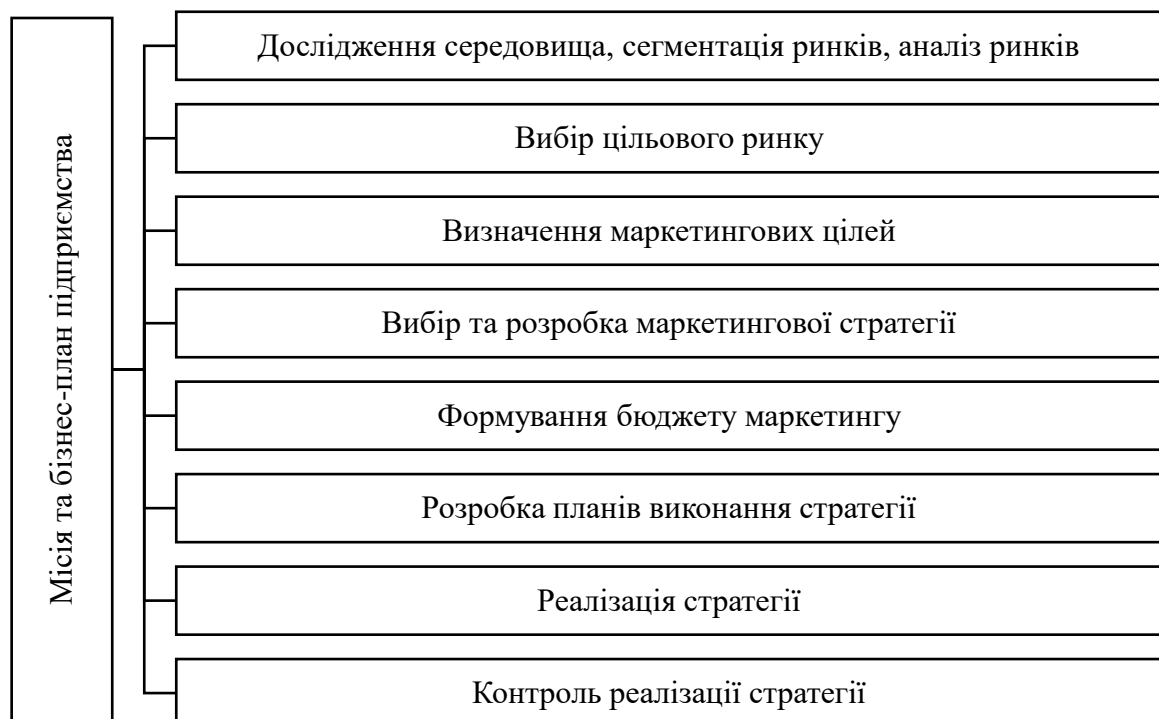 Місія та бізнес-план підприємства
Дослідження середовища, сегментація ринків, аналіз ринків
Вибір цільового ринку
Визначення маркетингових цілей
Вибір та розробка маркетингової стратегії
Формування бюджету маркетингу
Розробка планів виконання стратегії
Реалізація стратегії
Контроль реалізації стратегії